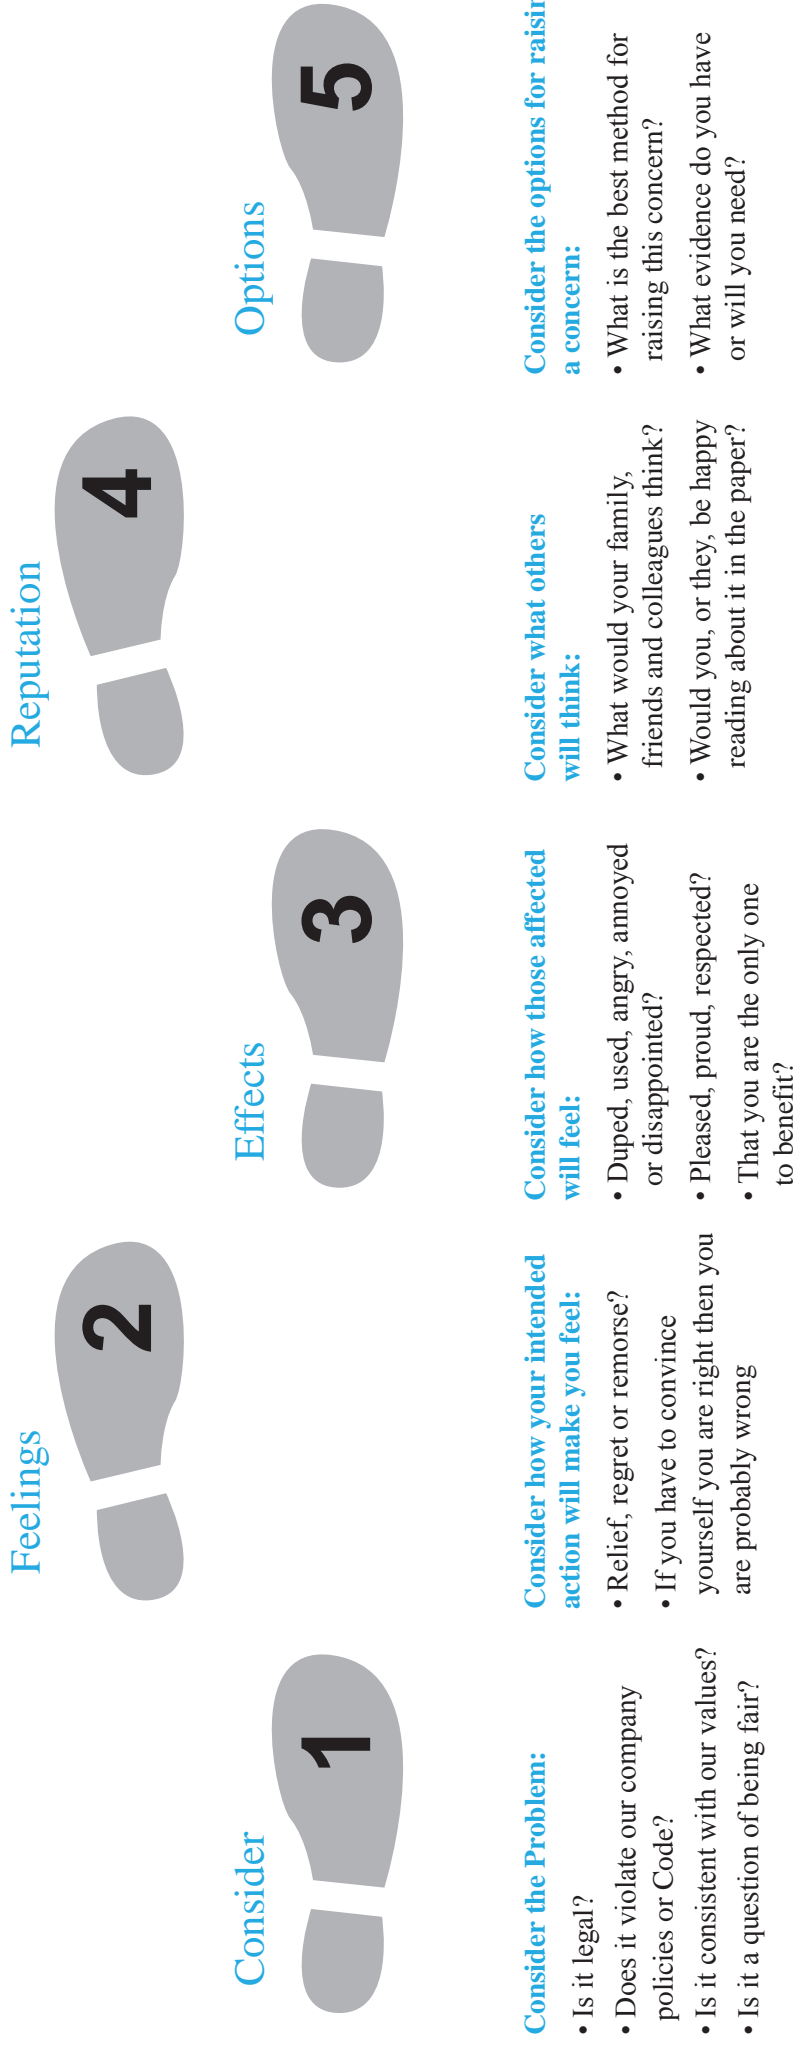 Consider
1
Consider the Problem:
• Is it legal?
• Does it violate our company
policies or Code?
• Is it consistent with our values?
• Is it a question of being fair?
Feelings
2
Consider how your intended
action will make you feel:
• Relief, regret or remorse?
• If you have to convince
yourself you are right then you
are probably wrong
Effects
3
Consider how those affected
will feel:
• Duped, used, angry, annoyed
or disappointed?
• Pleased, proud, respected?
• That you are the only one
to benefit?
Reputation
4
Consider what others
will think:
• What would your family,
friends and colleagues think?
• Would you, or they, be happy
reading about it in the paper?
Options
5
Consider the options for
a concern:
• What is the best method for
raising this concern?
• What evidence do you have
or will you need?